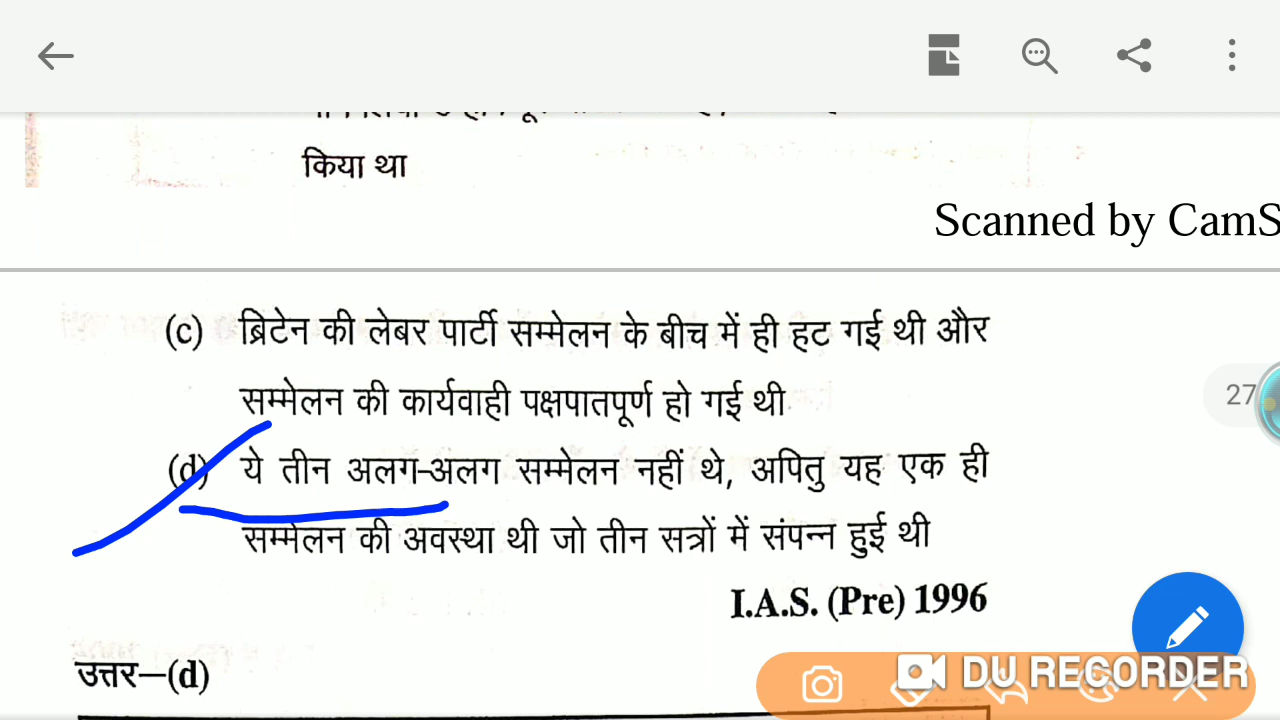 किया था
Scanned by CamS
(c) ब्रिटेन की लेबर पार्टी सम्मेलन के बीच में ही हट गई थी और
सम्मेलन की कार्यवाही पक्षपातपूर्ण हो गई थी
27
(d) ये तीन अलग–अलग सम्मेलन नहीं थे, अपितु यह एक ही
सम्मेलन की अवस्था थी जो तीन सत्रों में संपन्न हुई थी
I.A.S. (Pre) 1996
उत्तर—(d)
DU RECORDER